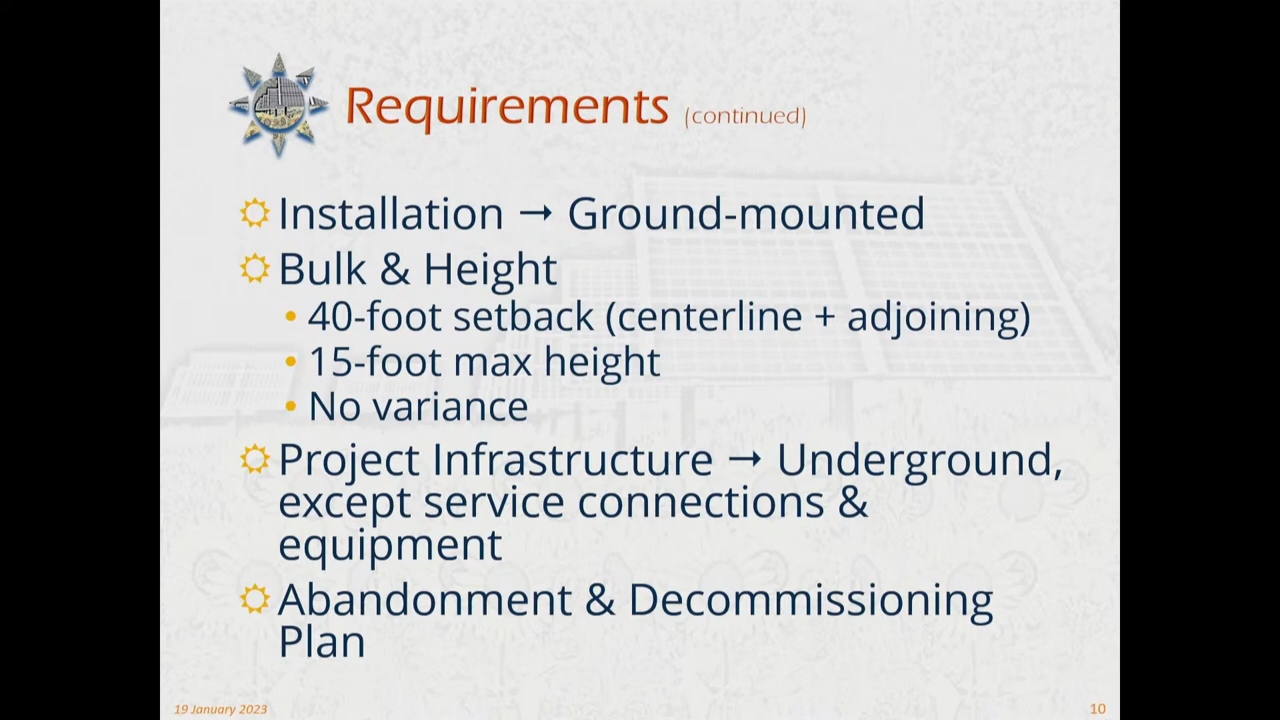 Requirements (continued)
Installation → Ground-mounted
Bulk & Height
• 40-foot setback (centerline + adjoining)
• 15-foot max height
• No variance
Project Infrastructure → Underground,
except service connections &
equipment
Abandonment & Decommissioning
Plan
19 January 2023
10